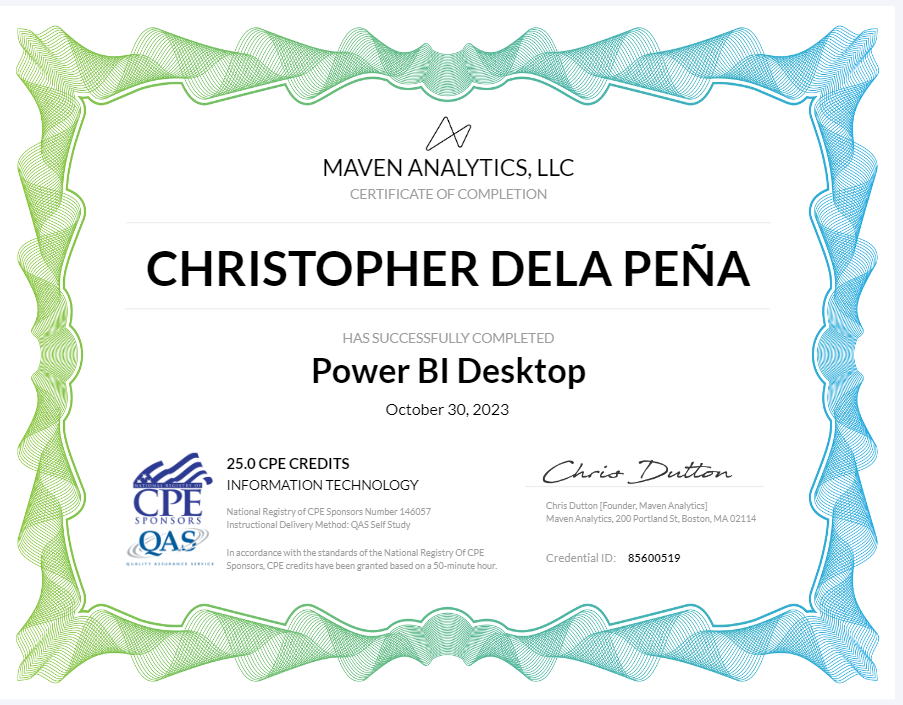 MAVEN ANALYTICS, LLC
CERTIFICATE OF COMPLETION
CHRISTOPHER DELA PEÑA
HAS SUCCESSFULLY COMPLETED
Power BI Desktop
October 30, 2023
NATIONAL REGISTRY OF
CPE
SPONSORS
QAS
QUALITY ASSURANCE SERVICE
25.0 CPE CREDITS
INFORMATION TECHNOLOGY
National Registry of CPE Sponsors Number 146057
Instructional Delivery Method: QAS Self Study
In accordance with the standards of the National Registry Of CPE
Sponsors, CPE credits have been granted based on a 50-minute hour.
Chris Dutton
Chris Dutton [Founder, Maven Analytics]
Maven Analytics, 200 Portland St, Boston, MA 02114
Credential ID: 85600519